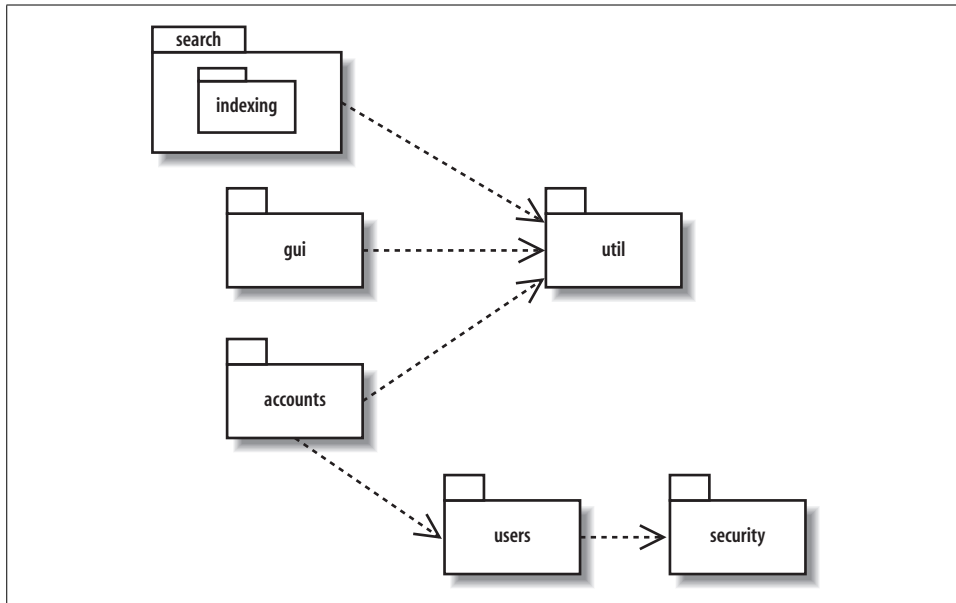 search
indexing
gui
util
accounts
users
security